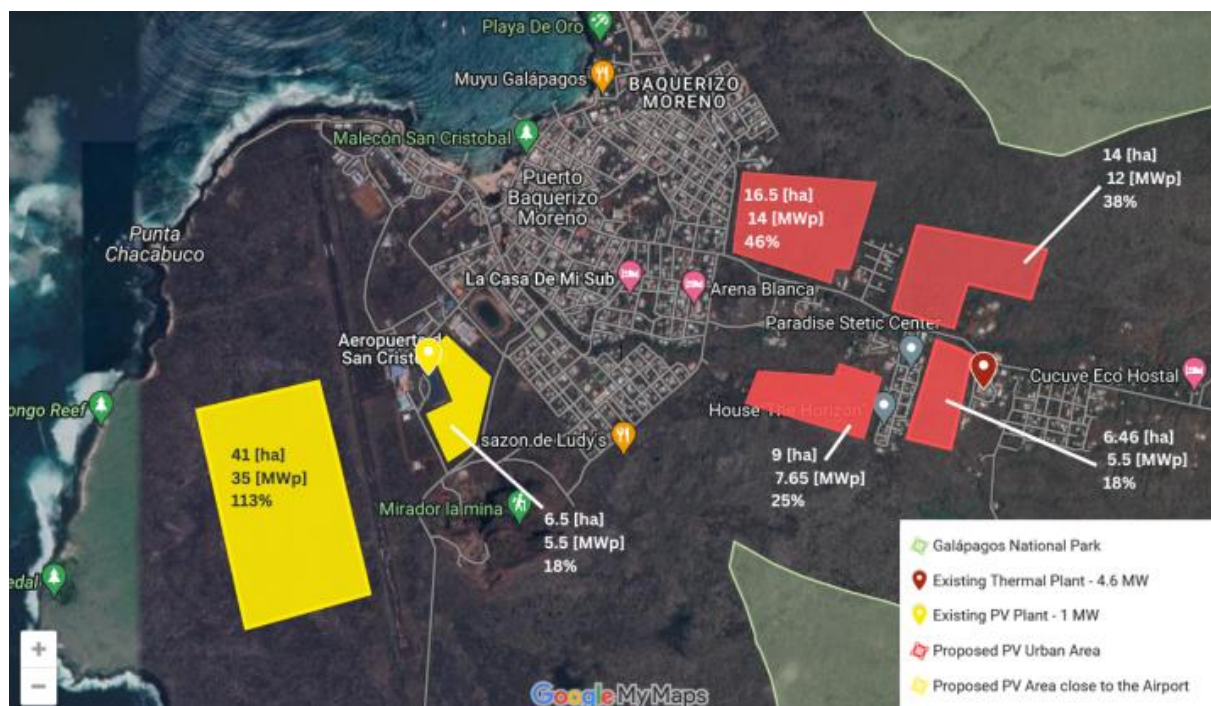 Playa De Oro
Muyu Galápagos
BAQUERIZO
MORENO
Malecón San Cristobal
Puerto
Baquerizo
Moreno
14 [ha]
12 [MWp]
38%
16.5 [ha]
14 [MWp]
46%
Punta
Chacabuco
La Casa De Mi Sub
Arena Blanca
Paradise Stetic Center
Aeropuerto d
San Cristo
Cucuve Eco Hostal
ongo Reef
House The Horizon
sazon.de Ludy's
6.46 [ha]
5.5 [MWp]
18%
41 [ha]
35 [MWp]
113%
9 [ha]
7.65 [MWp]
25%
Mirador la mina
6.5 [ha]
5.5 [MWp]
18%
edal
Galápagos National Park
Existing Thermal Plant - 4.6 MW
Existing PV Plant - 1 MW
Proposed PV Urban Area
Proposed PV Area close to the Airport
+
−
Google My Maps